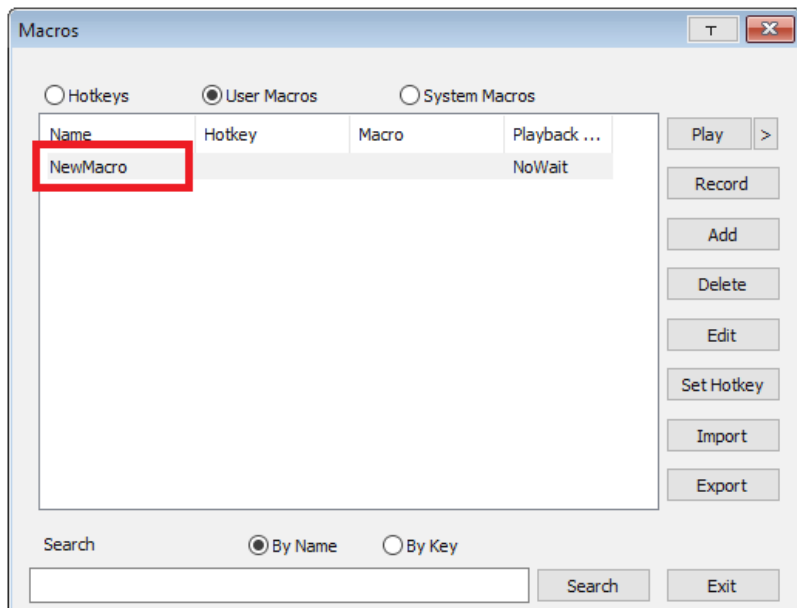 Macros
Hotkeys User Macros System Macros
Name Hotkey Macro Playback ... Play >
NewMacro NoWait
Record
Add
Delete
Edit
Set Hotkey
Import
Export
Search By Name By Key
Search Exit